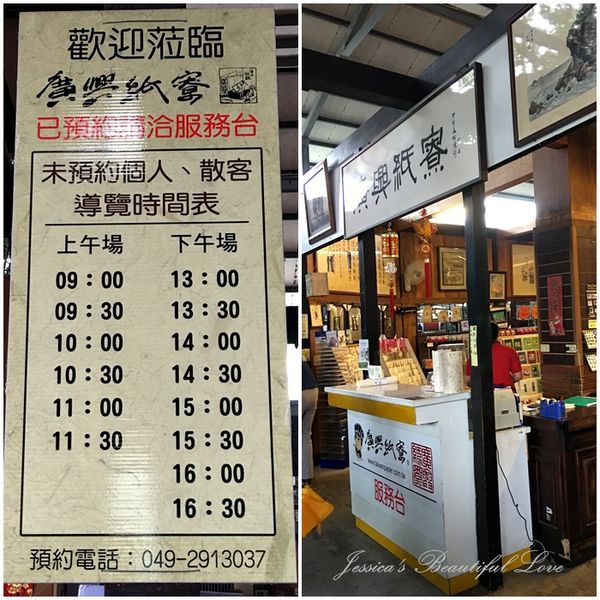 歡迎蒞臨
廣興紙寮
已預約請洽服務台
未預約個人、散客
導覽時間表
上午場 下午場
09：00 13：00
09：30 13：30
10：00 14：00
10：30 14：30
11：00 15：00
11：30 15：30
16：00
16：30
預約電話：049-2913037
廣興紙寮
廣興紙寮
www.taiwanpaper.com.tw
服務台
Jessica's Beautiful Love